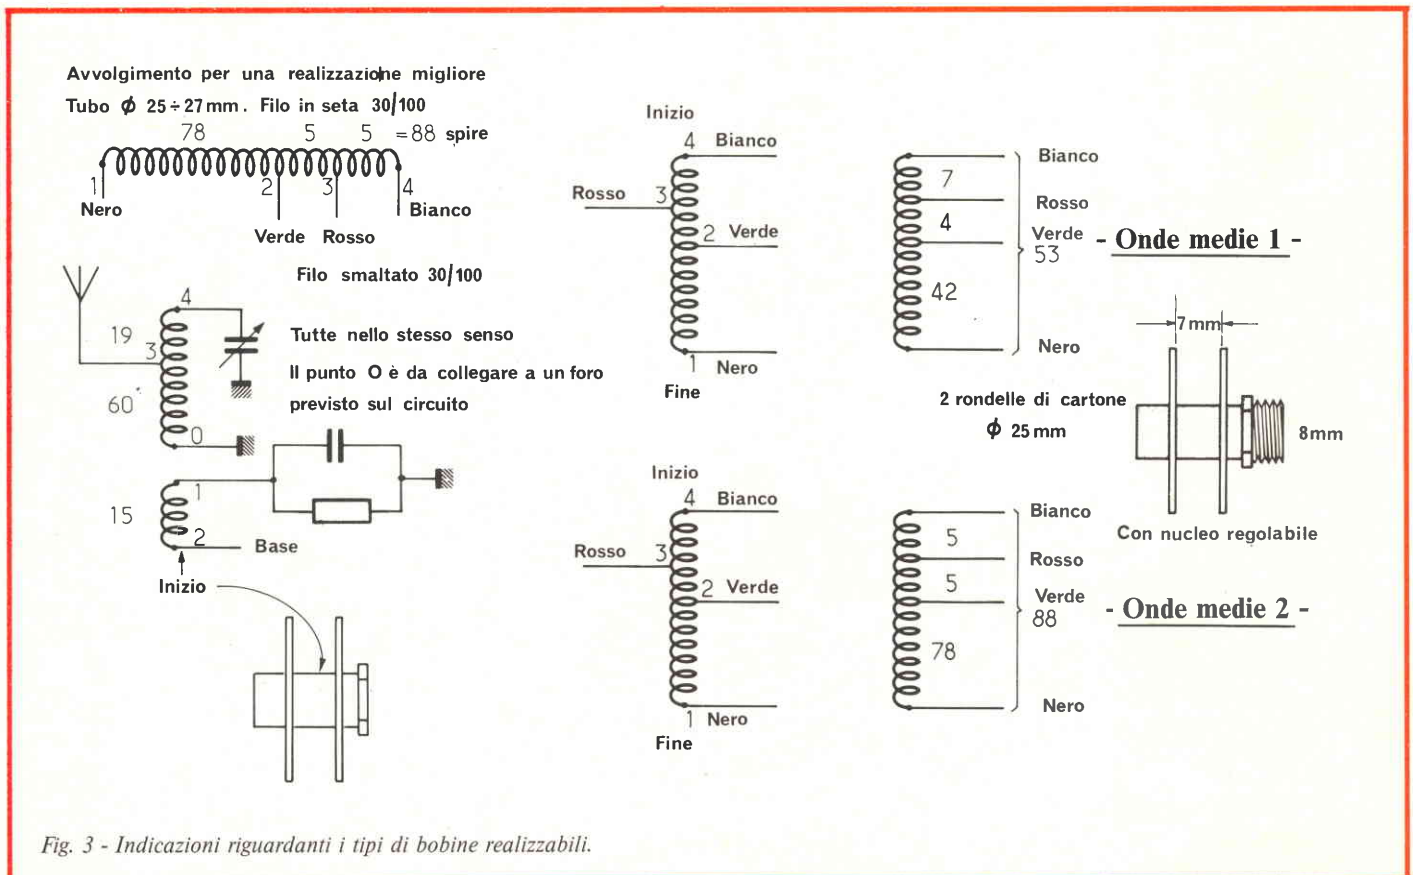 Avvolgimento per una realizzazione migliore
Tubo ϕ 25÷27mm. Filo in seta 30/100
78 5 5 =88 spire
1 2 3 4
Nero Bianco
Verde Rosso
Filo smaltato 30/100
4
19
3
60
0
Tutte nello stesso senso
Il punto O è da collegare a un foro
previsto sul circuito
1
15
2 Base
Inizio
Inizio
4 Bianco
Rosso 3
2 Verde
1 Nero
Fine
Bianco
7
Rosso
4
Verde
53
42
Nero
- Onde medie 1 -
7mm
2 rondelle di cartone
ϕ 25mm
8mm
Con nucleo regolabile
Inizio
4 Bianco
Rosso 3
2 Verde
1 Nero
Fine
Bianco
5
Rosso
5
Verde
88
78
Nero
- Onde medie 2 -
Fig. 3 - Indicazioni riguardanti i tipi di bobine realizzabili.